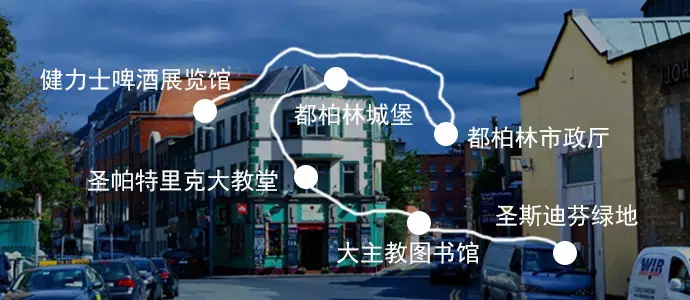 健力士啤酒展览馆
都柏林城堡
都柏林市政厅
圣帕特里克大教堂
圣斯迪芬绿地
大主教图书馆
WIR